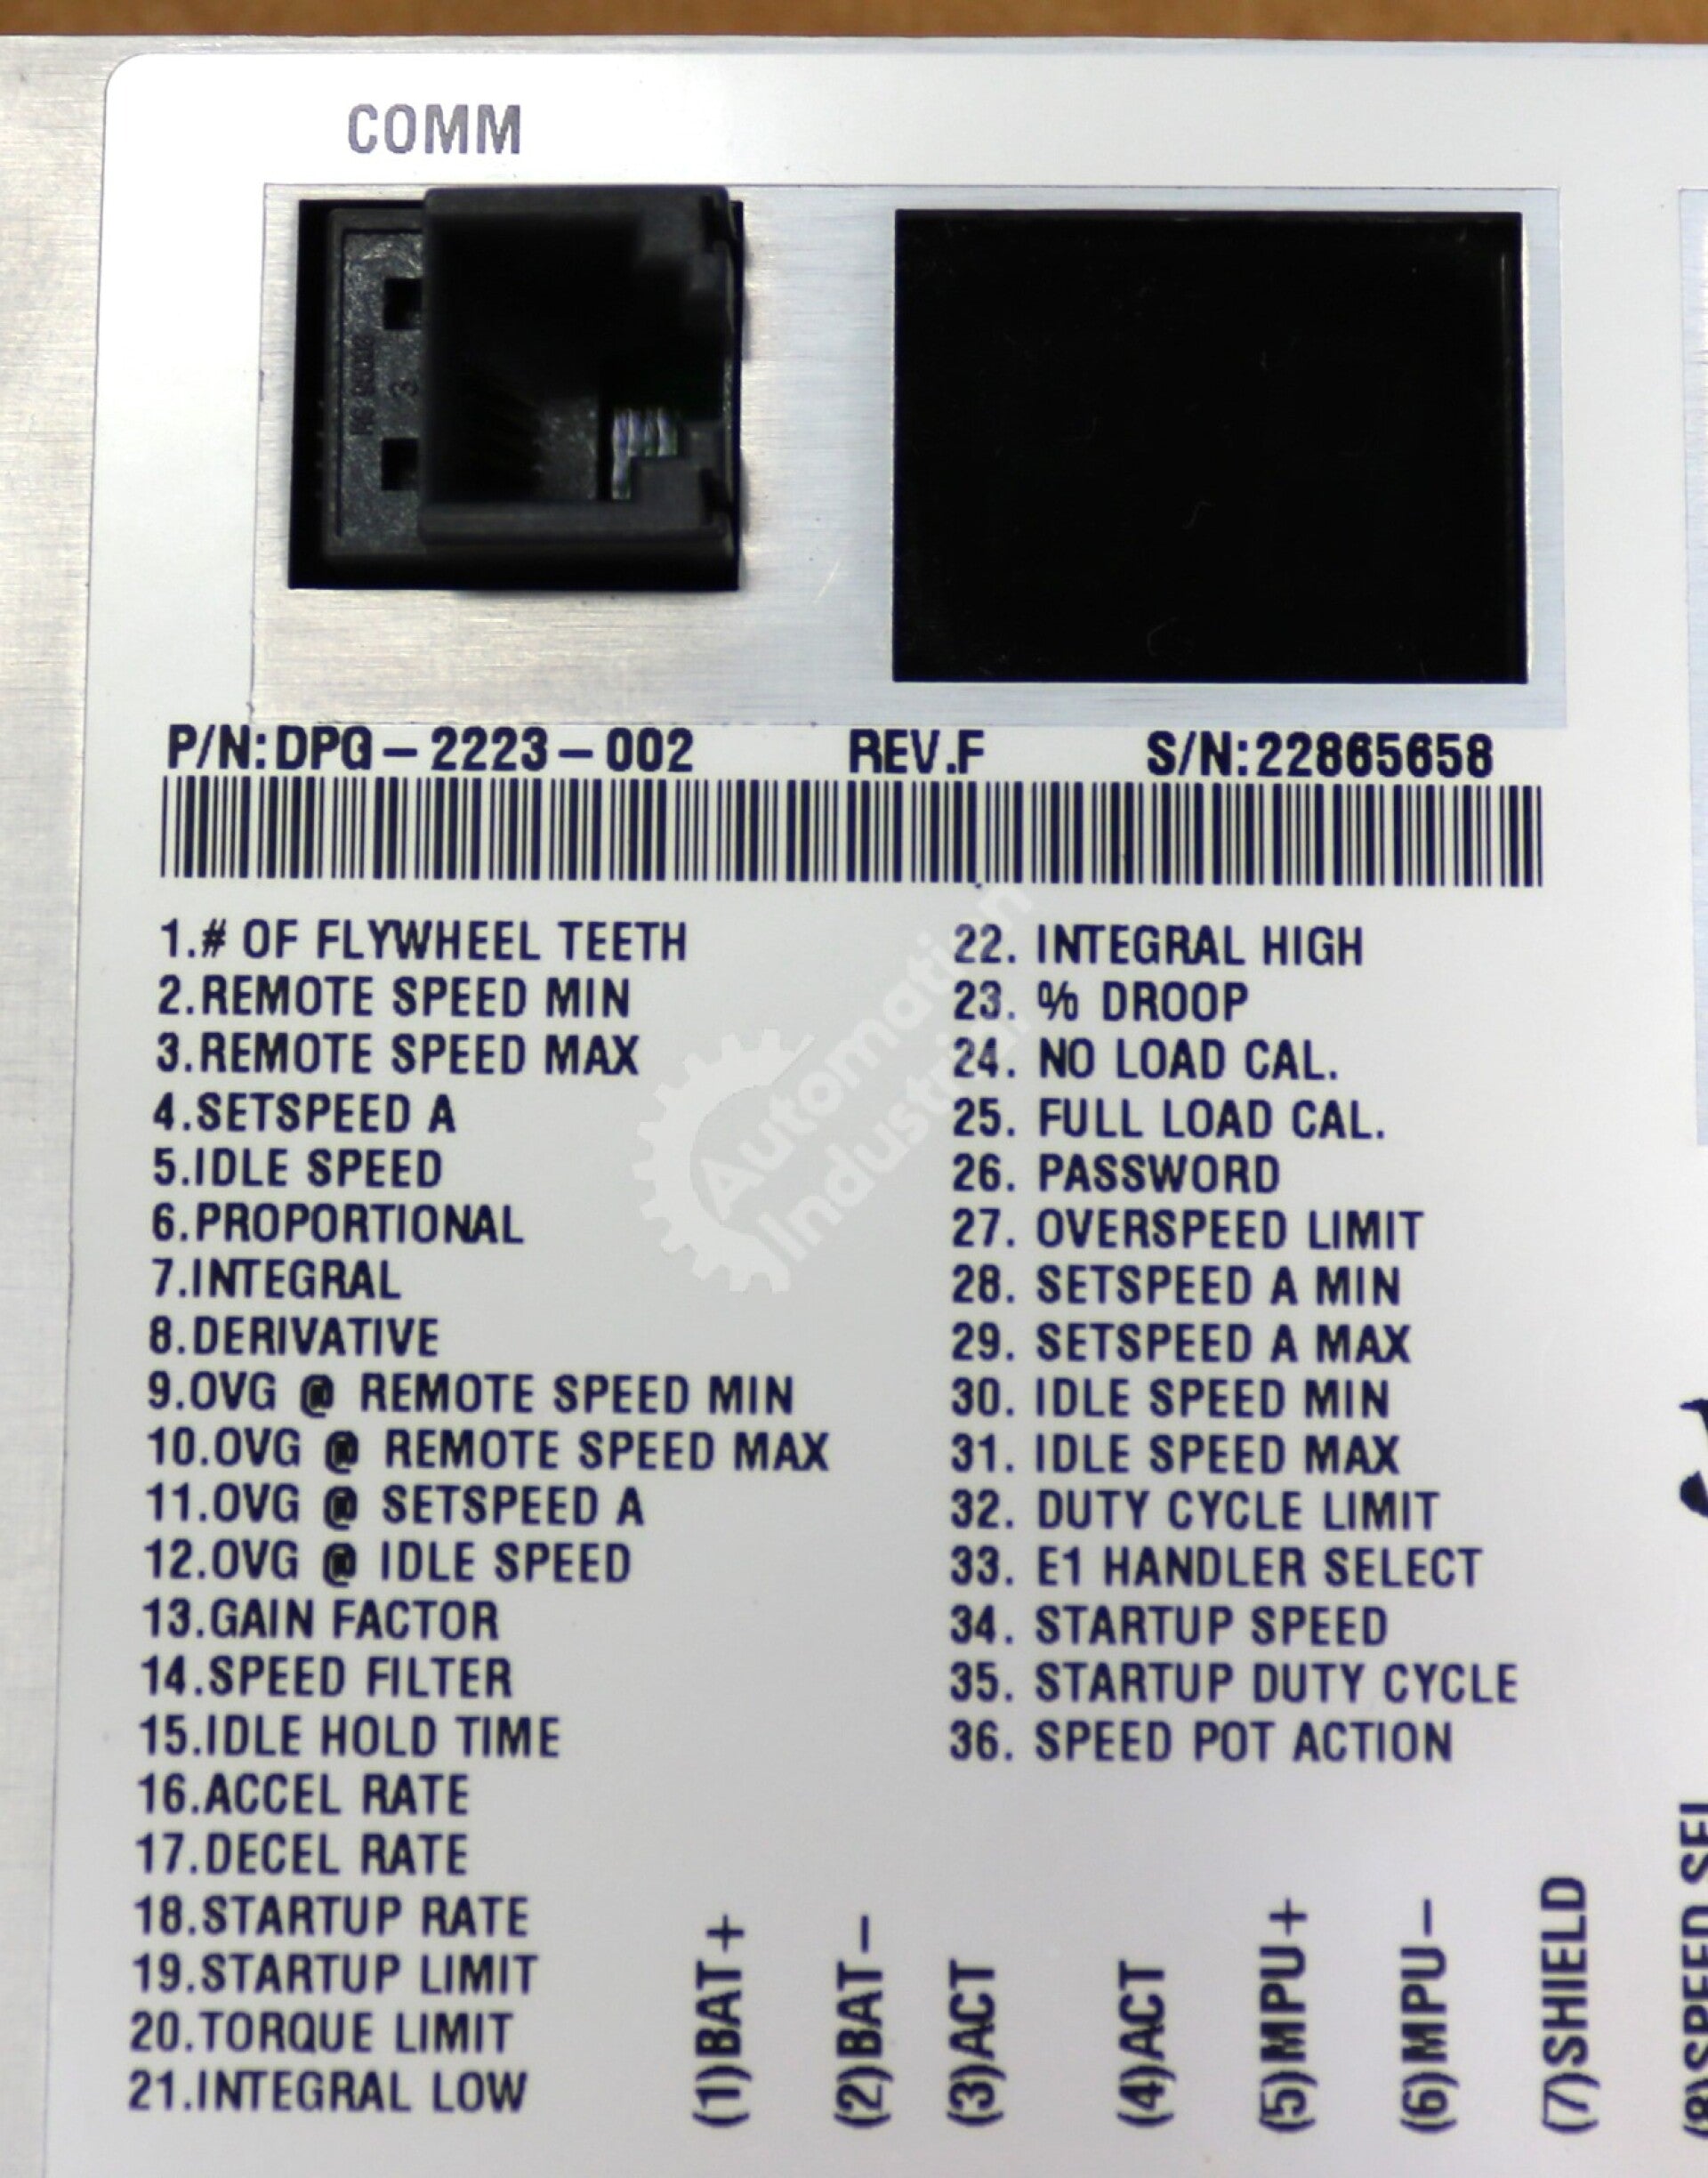 COMM
P/N:DPG-2223-002 REV.F S/N:22865658
1.# OF FLYWHEEL TEETH
2.REMOTE SPEED MIN
3.REMOTE SPEED MAX
4.SETSPEED A
5.IDLE SPEED
6.PROPORTIONAL
7.INTEGRAL
8.DERIVATIVE
9.OVG @ REMOTE SPEED MIN
10.OVG @ REMOTE SPEED MAX
11.OVG @ SETSPEED A
12.OVG @ IDLE SPEED
13.GAIN FACTOR
14.SPEED FILTER
15.IDLE HOLD TIME
16.ACCEL RATE
17.DECEL RATE
18.STARTUP RATE
19.STARTUP LIMIT
20.TORQUE LIMIT
21.INTEGRAL LOW
22. INTEGRAL HIGH
23. % DROOP
24. NO LOAD CAL.
25. FULL LOAD CAL.
26. PASSWORD
27. OVERSPEED LIMIT
28. SETSPEED A MIN
29. SETSPEED A MAX
30. IDLE SPEED MIN
31. IDLE SPEED MAX
32. DUTY CYCLE LIMIT
33. E1 HANDLER SELECT
34. STARTUP SPEED
35. STARTUP DUTY CYCLE
36. SPEED POT ACTION
(1)BAT+
(2)BAT-
(3)ACT
(4)ACT
(5)MPU+
(6)MPU-
(7)SHIELD
(8)SPEED SEL
Automation
Industrial